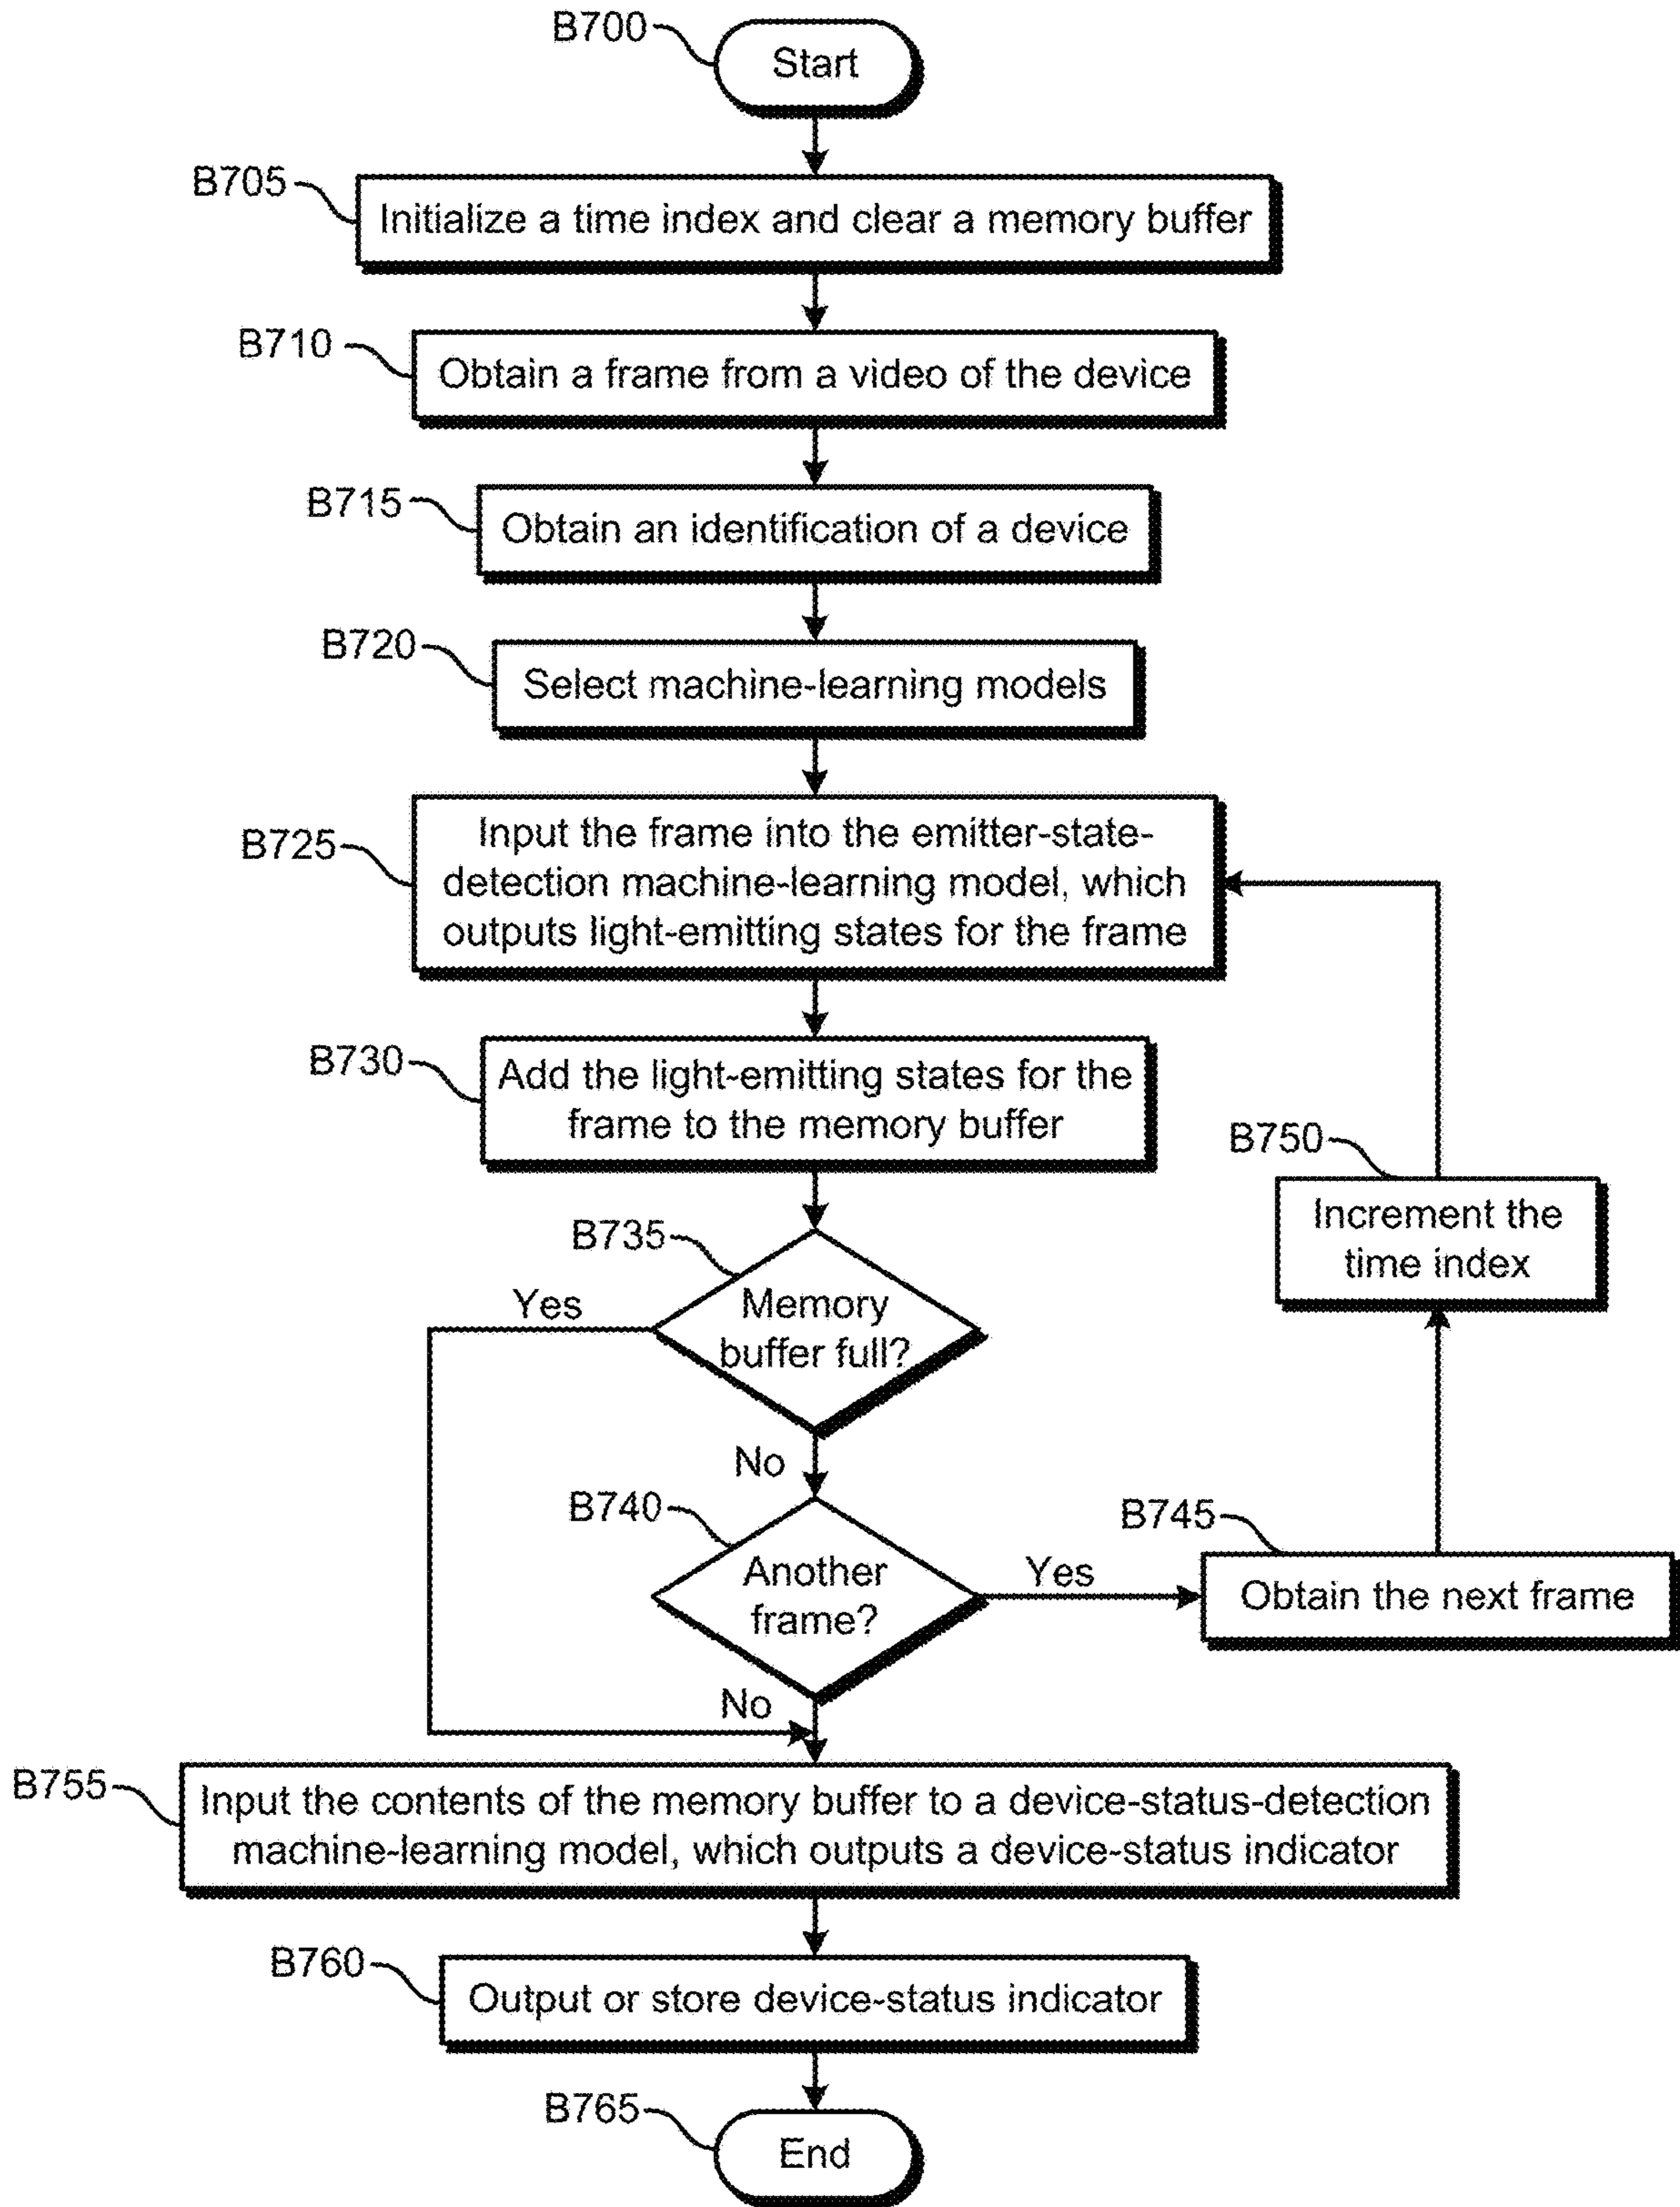 B700
Start
B705
Initialize a time index and clear a memory buffer
B710
Obtain a frame from a video of the device
B715
Obtain an identification of a device
B720
Select machine-learning models
B725
Input the frame into the emitter-state-
detection machine-learning model, which
outputs light-emitting states for the frame
B730
Add the light-emitting states for the
frame to the memory buffer
B735
Memory
buffer full?
Yes
No
B740
Another
frame?
Yes
No
B745
Obtain the next frame
B750
Increment the
time index
B755
Input the contents of the memory buffer to a device-status-detection
machine-learning model, which outputs a device-status indicator
B760
Output or store device-status indicator
B765
End